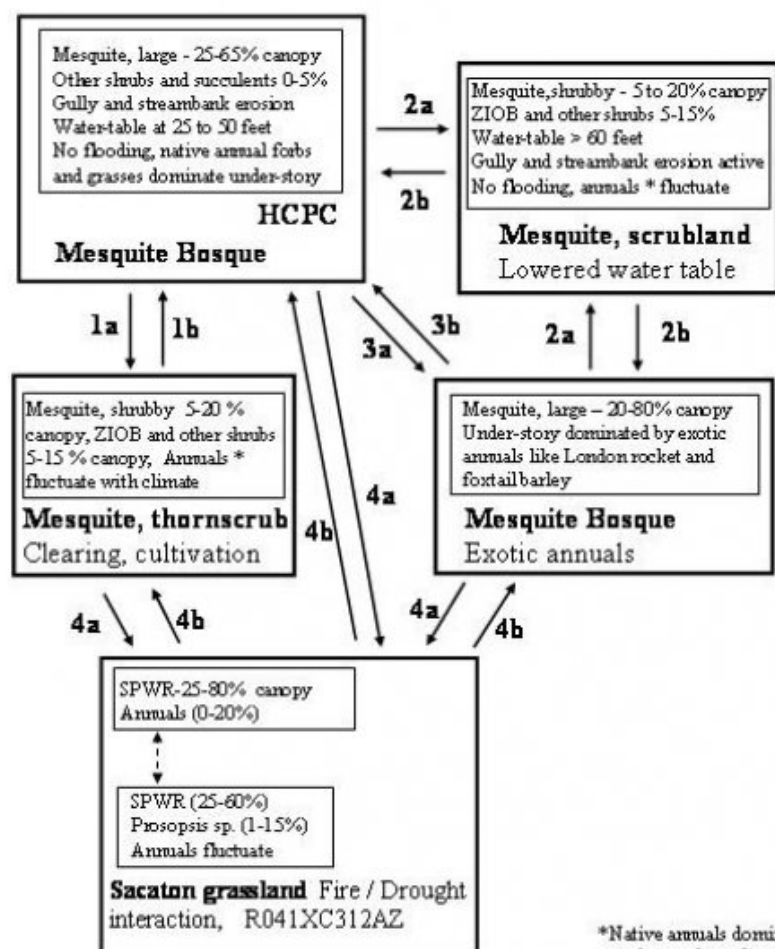 Mesquite, large - 25-65% canopy
Other shrubs and succulents 0-5%
Gully and streambank erosion
Water-table at 25 to 50 feet
No flooding, native annual forbs
and grasses dominate under-story
HCPC
Mesquite Bosque
2a
2b
Mesquite,shrubby - 5 to 20% canopy
ZIOB and other shrubs 5-15%
Water-table > 60 feet
Gully and streambank erosion active
No flooding, annuals * fluctuate
Mesquite, scrubland
Lowered water table
1a
1b
3a
3b
2a
2b
Mesquite, shrubby 5-20 %
canopy, ZIOB and other shrubs
5-15 % canopy, Annuals *
fluctuate with climate
Mesquite, thornscrub
Clearing, cultivation
4b
4a
Mesquite, large – 20-80% canopy
Under-story dominated by exotic
annuals like London rocket and
foxtail barley
Mesquite Bosque
Exotic annuals
4a
4b
4a
4b
SPWR-25-80% canopy
Annuals (0-20%)
SPWR (25-60%)
Prosopsis sp. (1-15%)
Annuals fluctuate
Sacaton grassland Fire / Drought
interaction, R041XC312AZ
*Native annuals domi